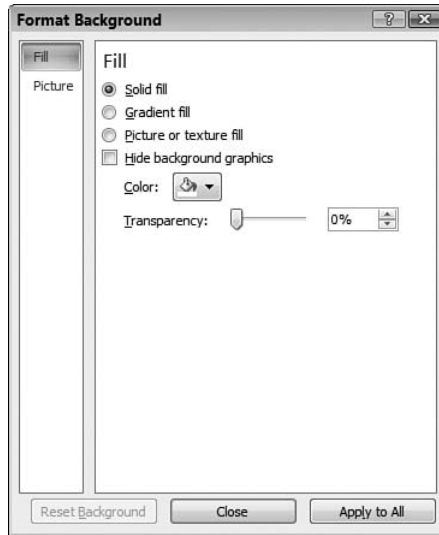 Format Background
Fill
Picture
Fill
Solid fill
Gradient fill
Picture or texture fill
Hide background graphics
Color:
Transparency: 0%
Reset Background Close Apply to All